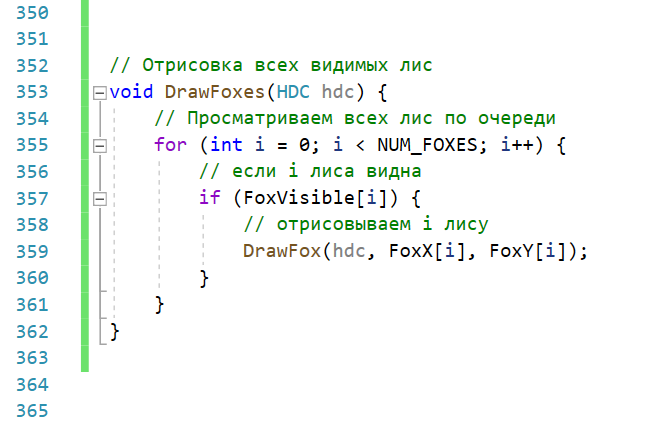 350
351
352 // Отрисовка всех видимых лис
353 void DrawFoxes(HDC hdc) {
354 // Просматриваем всех лис по очереди
355 for (int i = 0; i < NUM_FOXES; i++) {
356 // если i лиса видна
357 if (FoxVisible[i]) {
358 // отрисовываем i лису
359 DrawFox(hdc, FoxX[i], FoxY[i]);
360 }
361 }
362 }
363
364
365